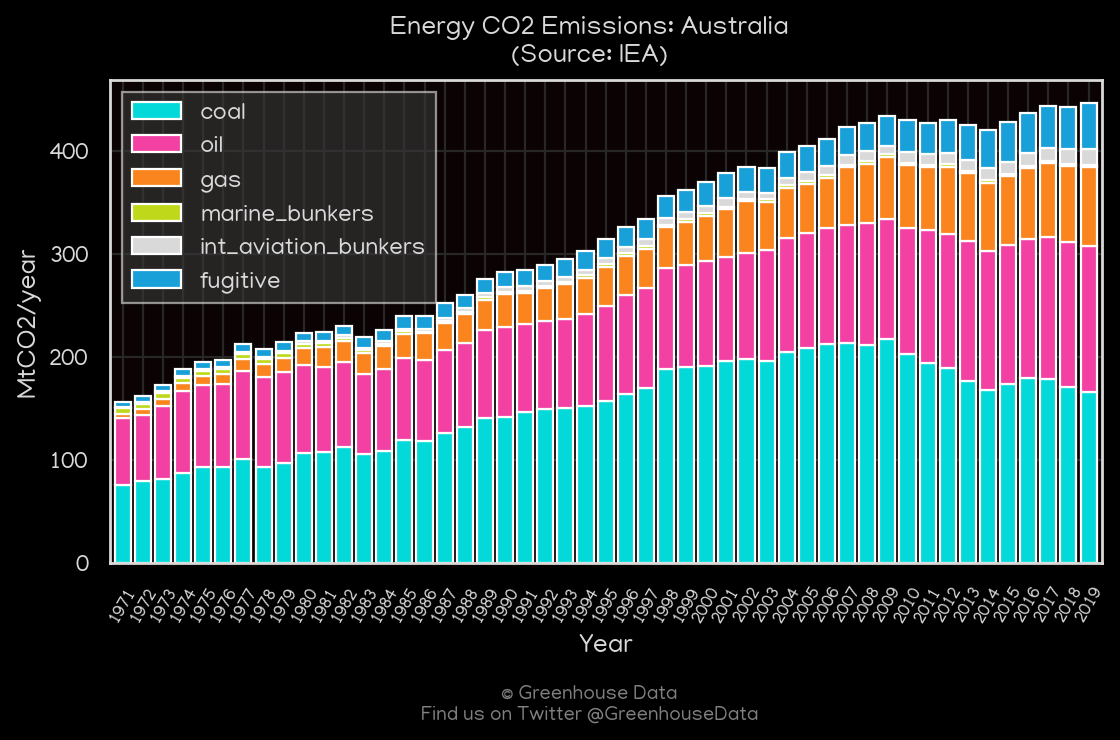 Energy CO2 Emissions: Australia
(Source: IEA)
coal
oil
gas
marine_bunkers
int_aviation_bunkers
fugitive
MtCO2/year
400
300
200
100
0
1971 1972 1973 1974 1975 1976 1977 1978 1979 1980 1981 1982 1983 1984 1985 1986 1987 1988 1989 1990 1991 1992 1993 1994 1995 1996 1997 1998 1999 2000 2001 2002 2003 2004 2005 2006 2007 2008 2009 2010 2011 2012 2013 2014 2015 2016 2017 2018 2019
Year
© Greenhouse Data
Find us on Twitter @GreenhouseData